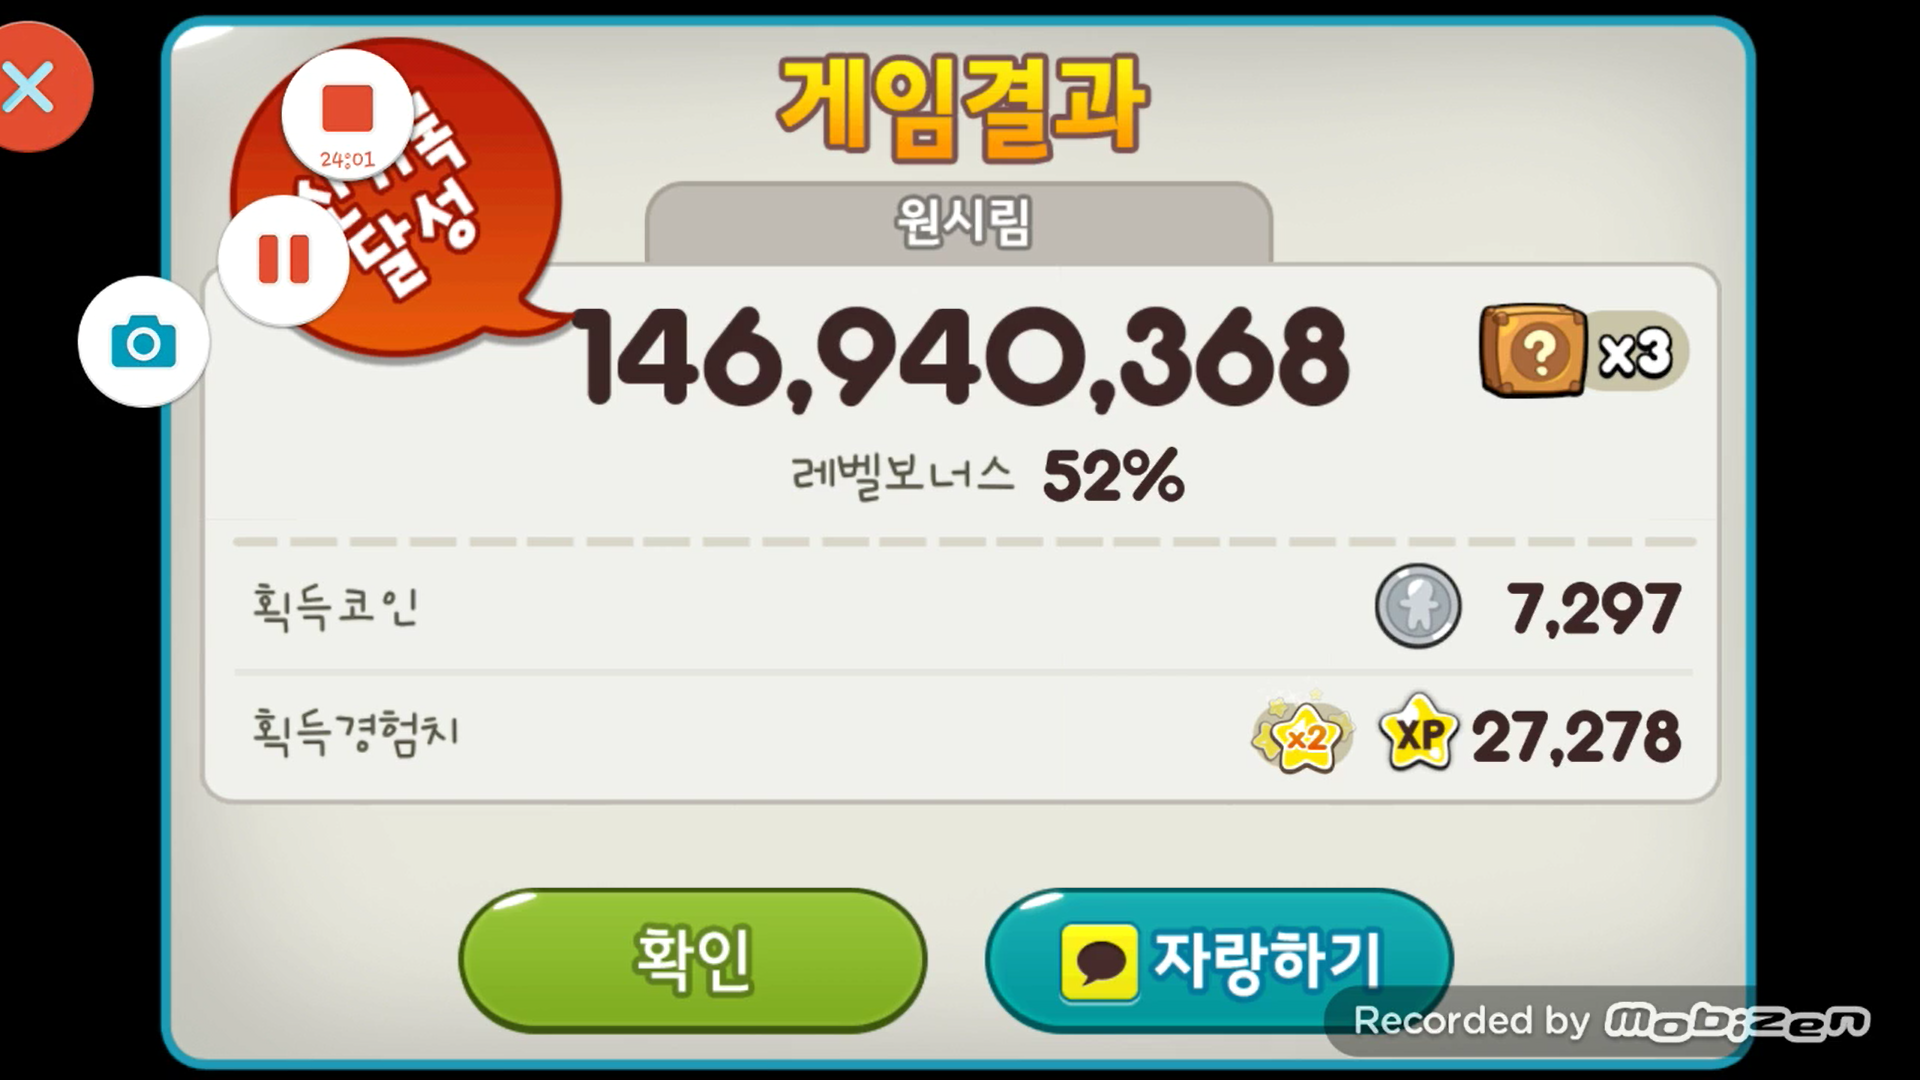 게임결과
24:01
달성
원시림
146,940,368
x3
레벨보너스 52%
획득코인 7,297
획득경험치 x2 XP 27,278
확인
자랑하기
Recorded by mobizen